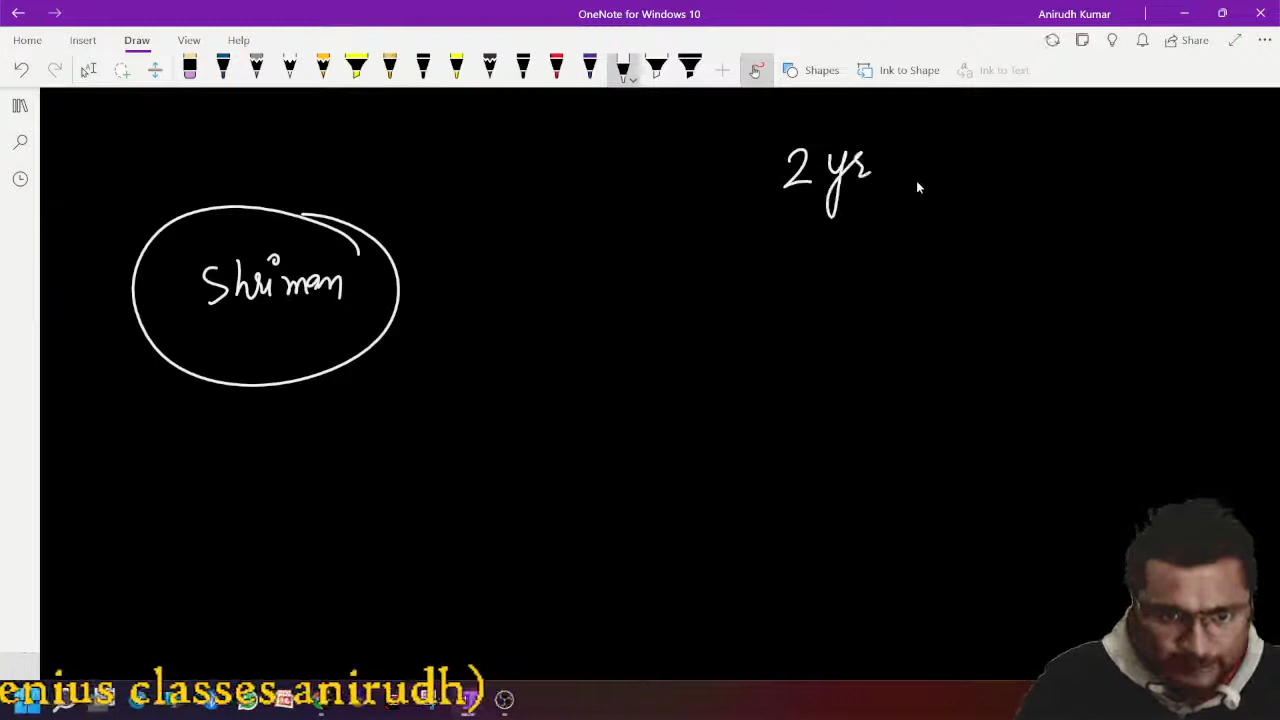 OneNote for Windows 10
Anirudh Kumar
Home Insert Draw View Help
Share
Shapes Ink to Shape Ink to Text
2 yr
Shriman
enius classes anirudh)